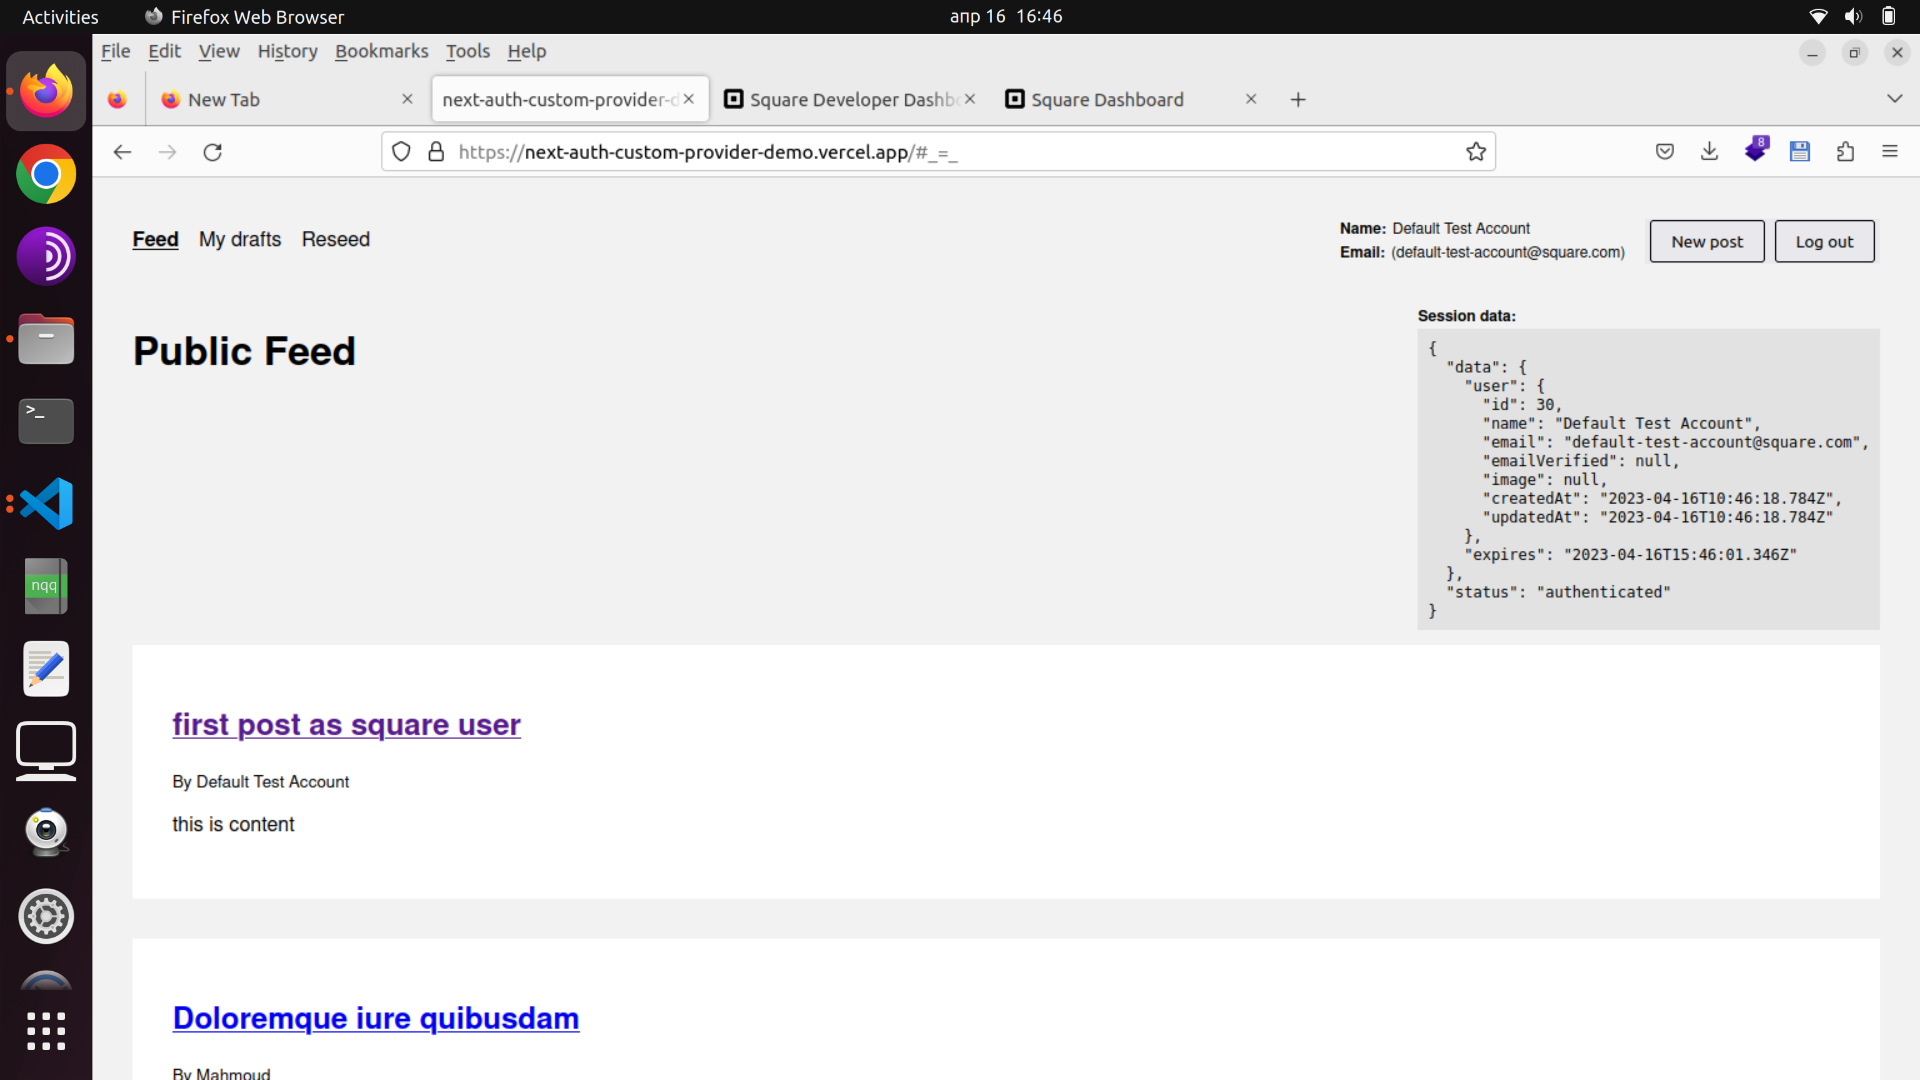 Activities Firefox Web Browser апр 16 16:46
File Edit View History Bookmarks Tools Help
New Tab next-auth-custom-provider-d Square Developer Dashb Square Dashboard
https://next-auth-custom-provider-demo.vercel.app/#_=_ 8
Feed My drafts Reseed
Name: Default Test Account
Email: (default-test-account@square.com)
New post Log out
Public Feed
Session data:
{
"data": {
"user": {
"id": 30,
"name": "Default Test Account",
"email": "default-test-account@square.com",
"emailVerified": null,
"image": null,
"createdAt": "2023-04-16T10:46:18.784Z",
"updatedAt": "2023-04-16T10:46:18.784Z"
},
"expires": "2023-04-16T15:46:01.346Z"
},
"status": "authenticated"
}
>_
nqq
first post as square user
By Default Test Account
this is content
Doloremque iure quibusdam
By Mahmoud